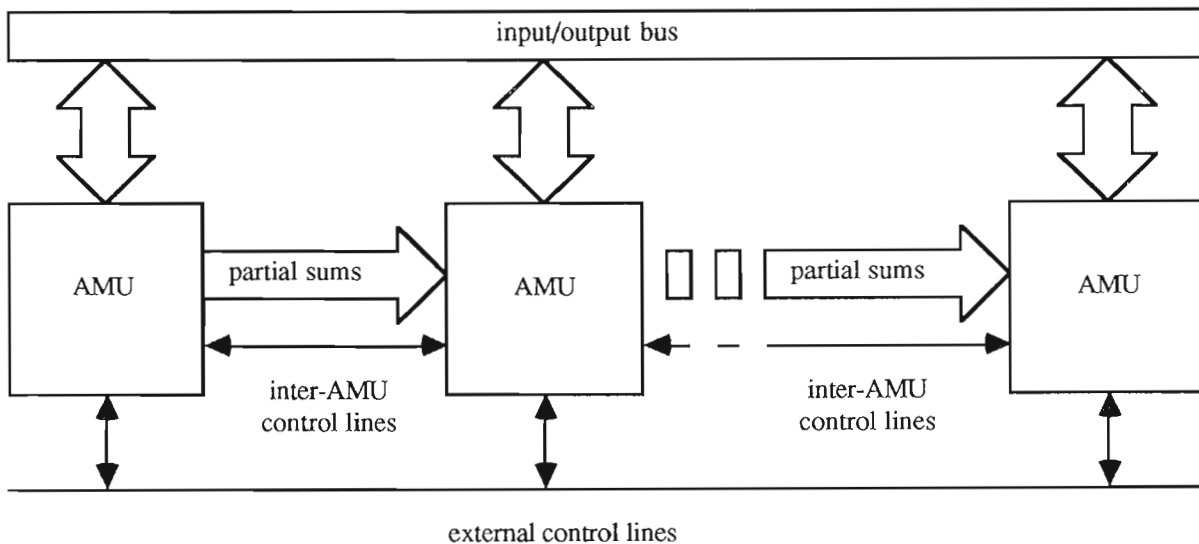 input/output bus
AMU
partial sums
AMU
partial sums
AMU
inter-AMU
control lines
inter-AMU
control lines
external control lines